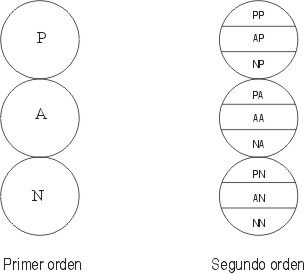 P
A
N
Primer orden
PP
AP
NP
PA
AA
NA
PN
AN
NN
Segundo orden